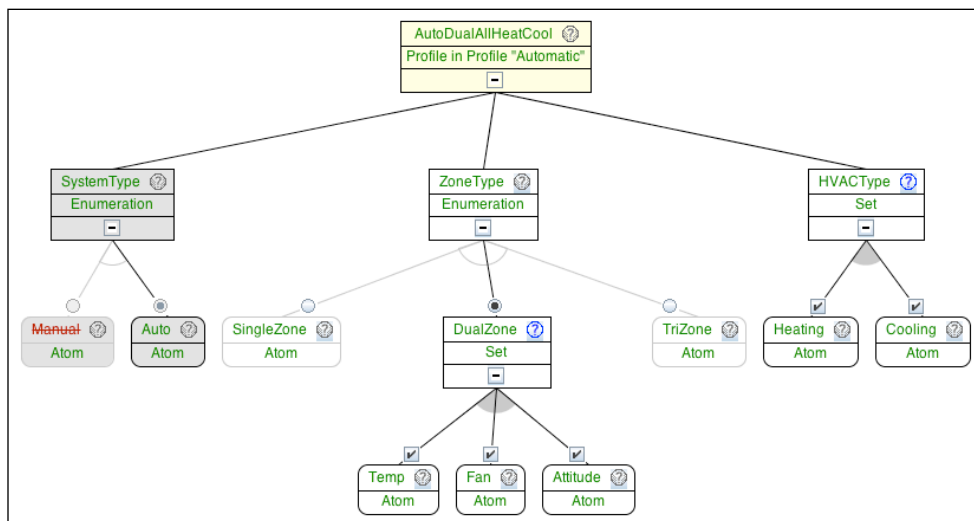 AutoDualAllHeatCool ?
Profile in Profile "Automatic"
SystemType ?
Enumeration
ZoneType ?
Enumeration
HVACType ?
Set
Manual ?
Atom
Auto ?
Atom
SingleZone ?
Atom
DualZone ?
Set
TriZone ?
Atom
Heating ?
Atom
Cooling ?
Atom
Temp ?
Atom
Fan ?
Atom
Attitude ?
Atom